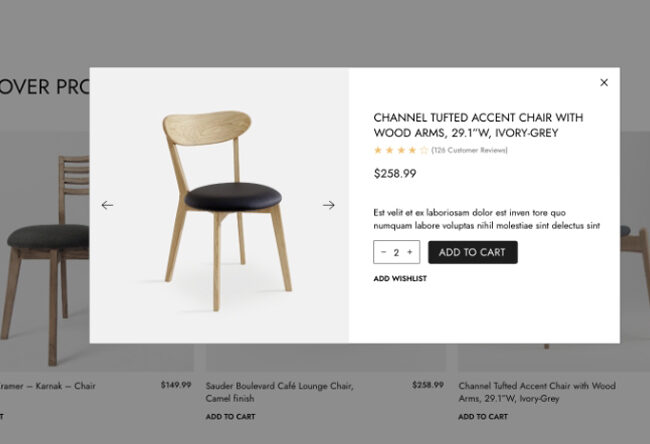 OVER PRO
CHANNEL TUFTED ACCENT CHAIR WITH
WOOD ARMS, 29.1”W, IVORY-GREY
(126 Customer Reviews)
$258.99
Est velit et ex laboriosam dolor est inven tore quo
numquam labore voluptas nihil molestiae sint delectus sint
− 2 + ADD TO CART
ADD WISHLIST
ramer – Karnak – Chair $149.99
T
Sauder Boulevard Café Lounge Chair, $258.99
Camel finish
ADD TO CART
Channel Tufted Accent Chair with Wood
Arms, 29.1”W, Ivory-Grey
ADD TO CART